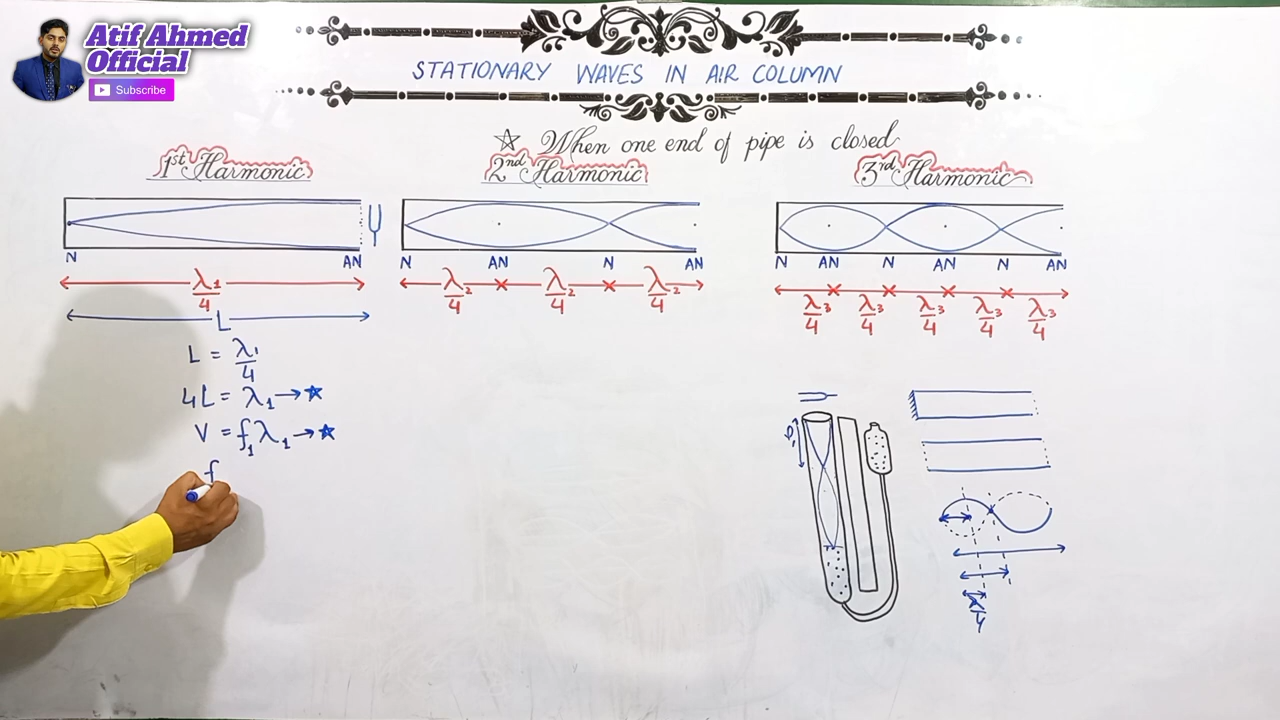 Atif Ahmed
Official
Subscribe
STATIONARY WAVES IN AIR COLUMN
☆ When one end of pipe is closed
1st Harmonic
2nd Harmonic
3rd Harmonic
N AN
N AN N AN
N AN N AN N AN
λ₁/4
λ₂/4 λ₂/4 λ₂/4
λ₃/4 λ₃/4 λ₃/4 λ₃/4 λ₃/4
L
L = λ₁/4
4L = λ₁ → ★
V = f₁λ₁ → ★
f